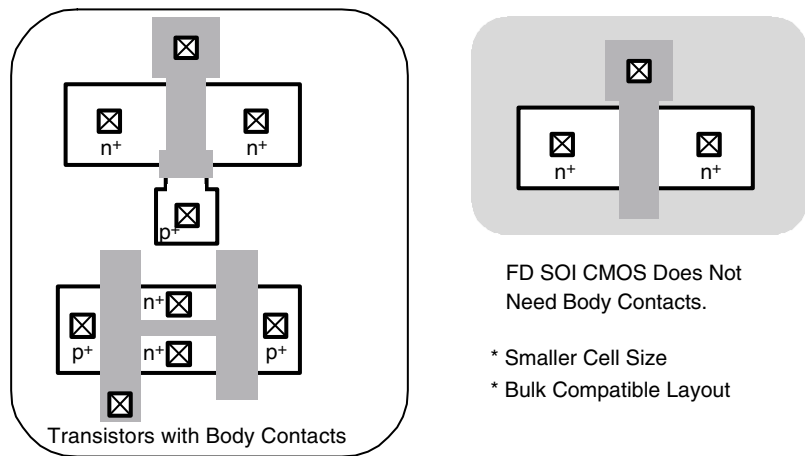 n+ n+
p+
n+
p+ n+ p+
Transistors with Body Contacts
n+ n+
FD SOI CMOS Does Not
Need Body Contacts.
* Smaller Cell Size
* Bulk Compatible Layout